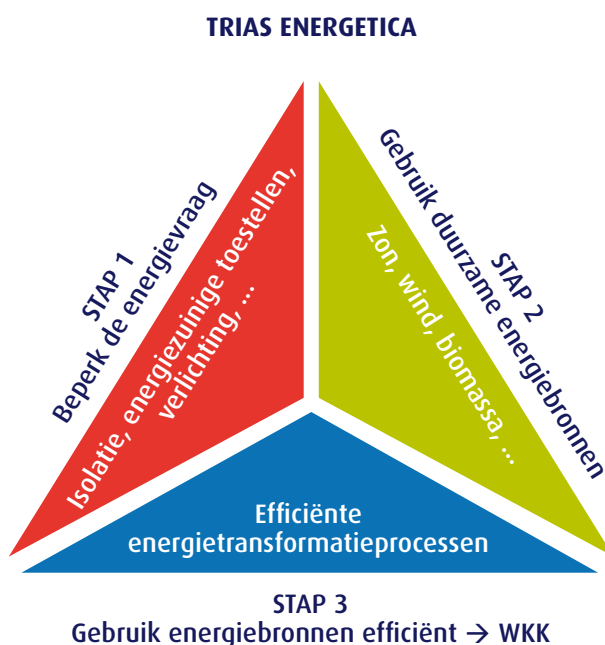 TRIAS ENERGETICA
STAP 1
Beperk de energievraag
Isolatie, energiezuinige toestellen,
verlichting, ...
STAP 2
Gebruik duurzame energiebronnen
Zon, wind, biomassa, ...
Efficiënte
energietransformatieprocessen
STAP 3
Gebruik energiebronnen efficiënt → WKK